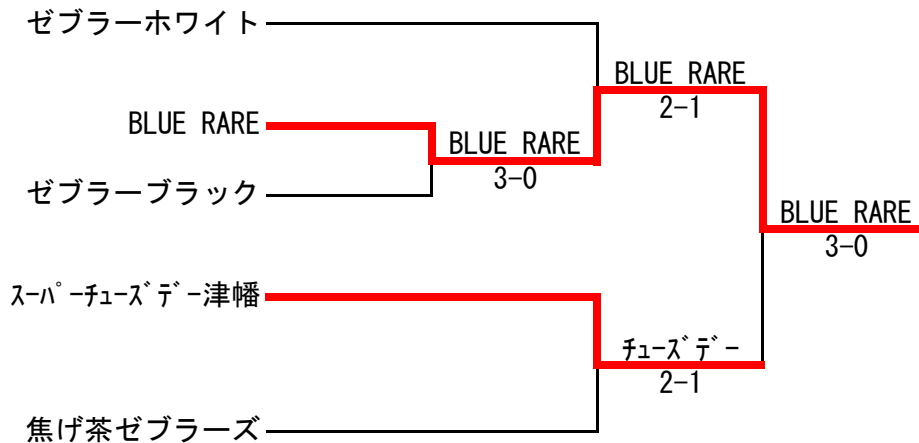 ゼブラーホワイト
BLUE RARE
2-1
BLUE RARE
BLUE RARE
3-0
ゼブラーブラック
BLUE RARE
3-0
ｽｰﾊﾟｰﾁｭｰｽﾞﾃﾞｰ津幡
ﾁｭｰｽﾞﾃﾞｰ
2-1
焦げ茶ゼブラーズ